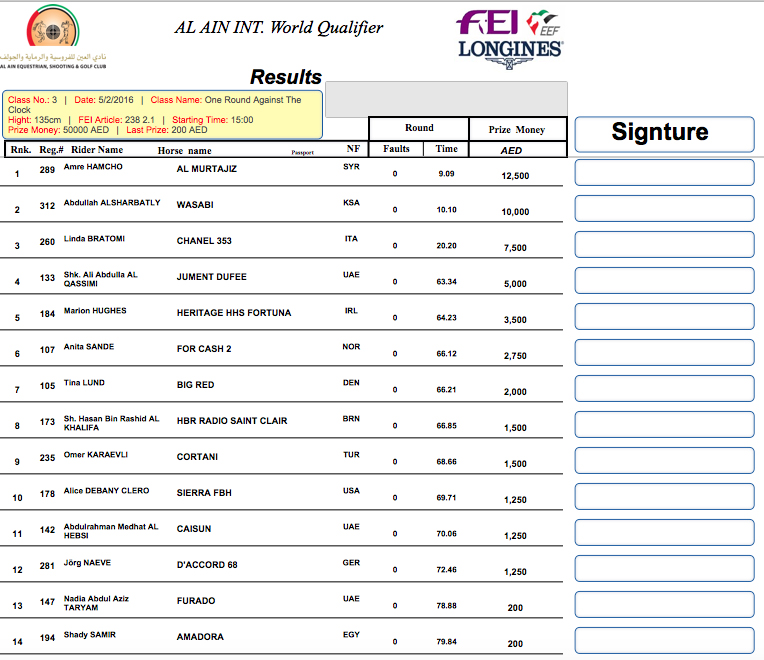 نادي العين للفروسية والرماية والجولف
AL AIN EQUESTRIAN, SHOOTING & GOLF CLUB
AL AIN INT. World Qualifier
FEI EEF
LONGINES
Results
Class No.: 3 | Date: 5/2/2016 | Class Name: One Round Against The
Clock
Hight: 135cm | FEI Article: 238 2.1 | Starting Time: 15:00
Prize Money: 50000 AED | Last Prize: 200 AED
Round Prize Money Signture
Rnk. Reg.# Rider Name Horse name Passport NF Faults Time AED
1 289 Amre HAMCHO AL MURTAJIZ SYR 0 9.09 12,500
2 312 Abdullah ALSHARBATLY WASABI KSA 0 10.10 10,000
3 260 Linda BRATOMI CHANEL 353 ITA 0 20.20 7,500
4 133 Shk. Ali Abdulla AL
QASSIMI JUMENT DUFEE UAE 0 63.34 5,000
5 184 Marion HUGHES HERITAGE HHS FORTUNA IRL 0 64.23 3,500
6 107 Anita SANDE FOR CASH 2 NOR 0 66.12 2,750
7 105 Tina LUND BIG RED DEN 0 66.21 2,000
8 173 Sh. Hasan Bin Rashid AL
KHALIFA HBR RADIO SAINT CLAIR BRN 0 66.85 1,500
9 235 Omer KARAEVLI CORTANI TUR 0 68.66 1,500
10 178 Alice DEBANY CLERO SIERRA FBH USA 0 69.71 1,250
11 142 Abdulrahman Medhat AL
HEBSI CAISUN UAE 0 70.06 1,250
12 281 Jörg NAEVE D'ACCORD 68 GER 0 72.46 1,250
13 147 Nadia Abdul Aziz
TARYAM FURADO UAE 0 78.88 200
14 194 Shady SAMIR AMADORA EGY 0 79.84 200